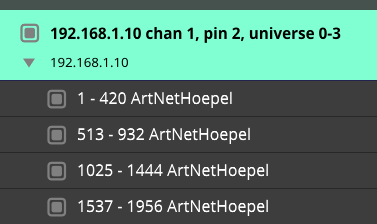 192.168.1.10 chan 1, pin 2, universe 0-3
192.168.1.10
1 - 420 ArtNetHoepel
513 - 932 ArtNetHoepel
1025 - 1444 ArtNetHoepel
1537 - 1956 ArtNetHoepel